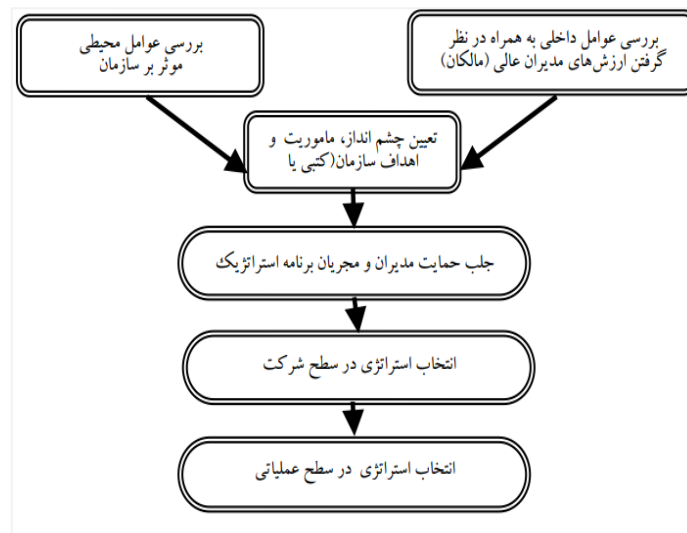 بررسی عوامل داخلی به همراه در نظر
گرفتن ارزش‌های مدیران عالی (مالکان)
بررسی عوامل محیطی
موثر بر سازمان
تعیین چشم انداز، ماموریت و
اهداف سازمان(کتبی یا
جلب حمایت مدیران و مجریان برنامه استراتژیک
انتخاب استراتژی در سطح شرکت
انتخاب استراتژی در سطح عملیاتی